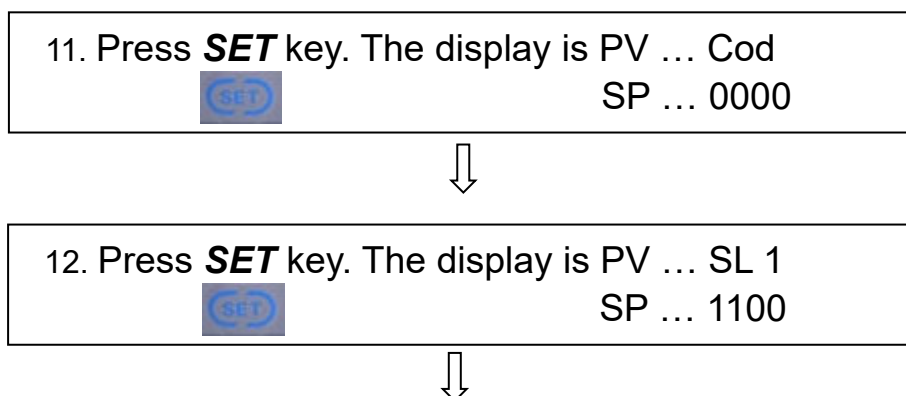 11. Press SET key. The display is PV … Cod
SET SP … 0000
12. Press SET key. The display is PV … SL 1
SET SP … 1100